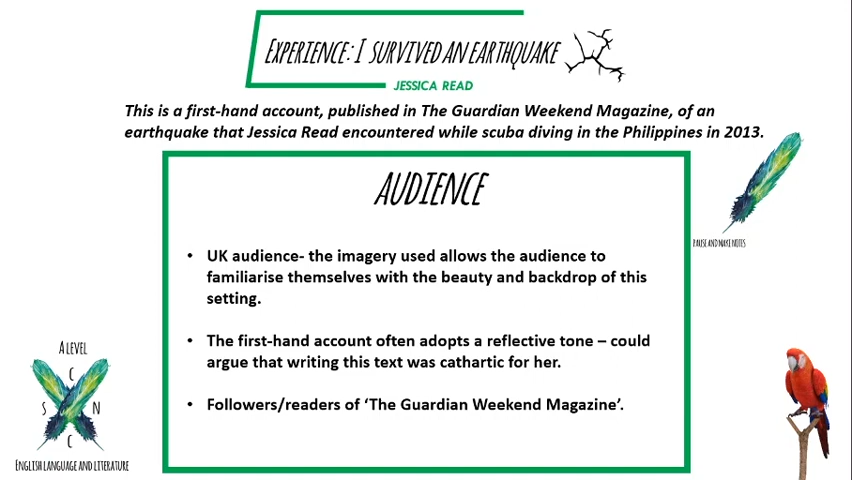 EXPERIENCE: I SURVIVED AN EARTHQUAKE
JESSICA READ
This is a first-hand account, published in The Guardian Weekend Magazine, of an
earthquake that Jessica Read encountered while scuba diving in the Philippines in 2013.
AUDIENCE
PAUSE AND MAKE NOTES
• UK audience- the imagery used allows the audience to
familiarise themselves with the beauty and backdrop of this
setting.
• The first-hand account often adopts a reflective tone – could
argue that writing this text was cathartic for her.
• Followers/readers of ‘The Guardian Weekend Magazine’.
A LEVEL
C
S N
C
ENGLISH LANGUAGE AND LITERATURE